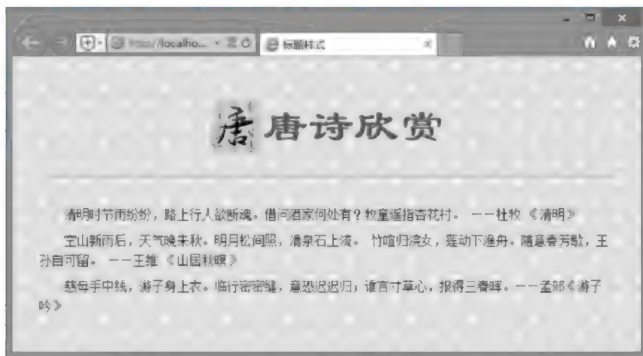 http://localho...
标题样式
唐 唐诗欣赏
清明时节雨纷纷，路上行人欲断魂。借问酒家何处有？牧童遥指杏花村。 ——杜牧 《清明》
空山新雨后，天气晚来秋。明月松间照，清泉石上流。 竹喧归浣女，莲动下渔舟。随意春芳歇，王
孙自可留。 ——王维 《山居秋暝》
慈母手中线，游子身上衣。临行密密缝，意恐迟迟归；谁言寸草心，报得三春晖。——孟郊《游子
吟》